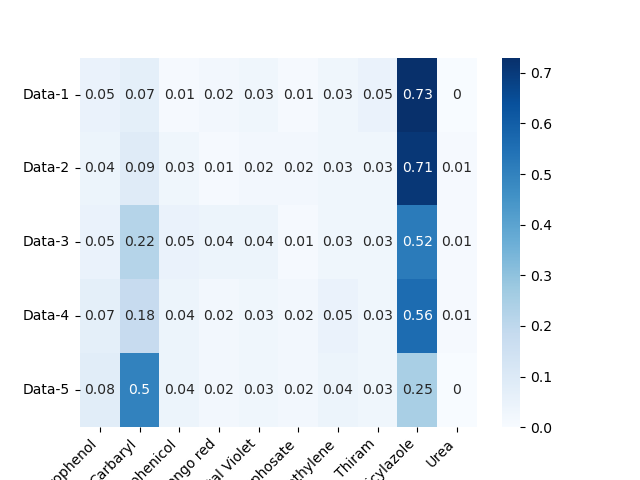 Data-1 0.05 0.07 0.01 0.02 0.03 0.01 0.03 0.05 0.73 0
Data-2 0.04 0.09 0.03 0.01 0.02 0.02 0.03 0.03 0.71 0.01
Data-3 0.05 0.22 0.05 0.04 0.04 0.01 0.03 0.03 0.52 0.01
Data-4 0.07 0.18 0.04 0.02 0.03 0.02 0.05 0.03 0.56 0.01
Data-5 0.08 0.5 0.04 0.02 0.03 0.02 0.04 0.03 0.25 0
Carbaryl Violet Thiram Urea
0.7
0.6
0.5
0.4
0.3
0.2
0.1
0.0